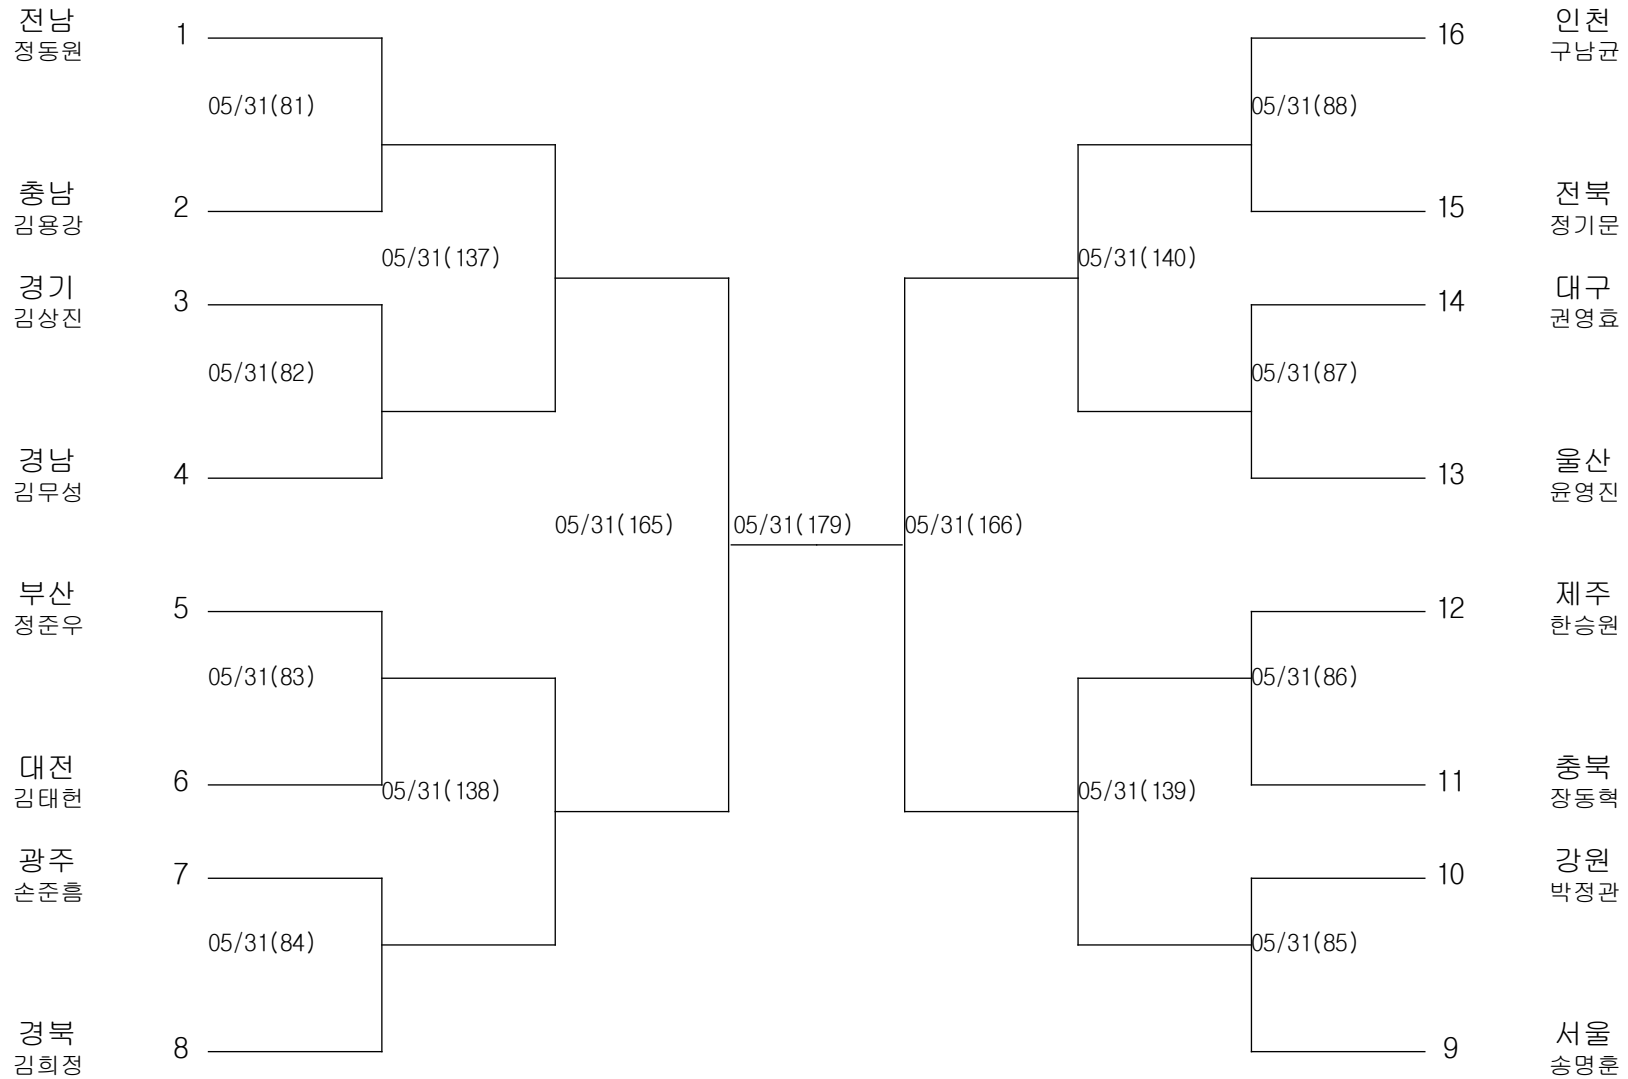 전남
정동원
1
05/31(81)
충남
김용강
2
05/31(137)
경기
김상진
3
05/31(82)
경남
김무성
4
05/31(165)
부산
정준우
5
05/31(83)
대전
김태헌
6
05/31(138)
광주
손준흠
7
05/31(84)
경북
김희정
8
05/31(179)
16
인천
구남균
05/31(88)
15
전북
정기문
05/31(140)
14
대구
권영효
05/31(87)
13
울산
윤영진
05/31(166)
12
제주
한승원
05/31(86)
11
충북
장동혁
05/31(139)
10
강원
박정관
05/31(85)
9
서울
송명훈